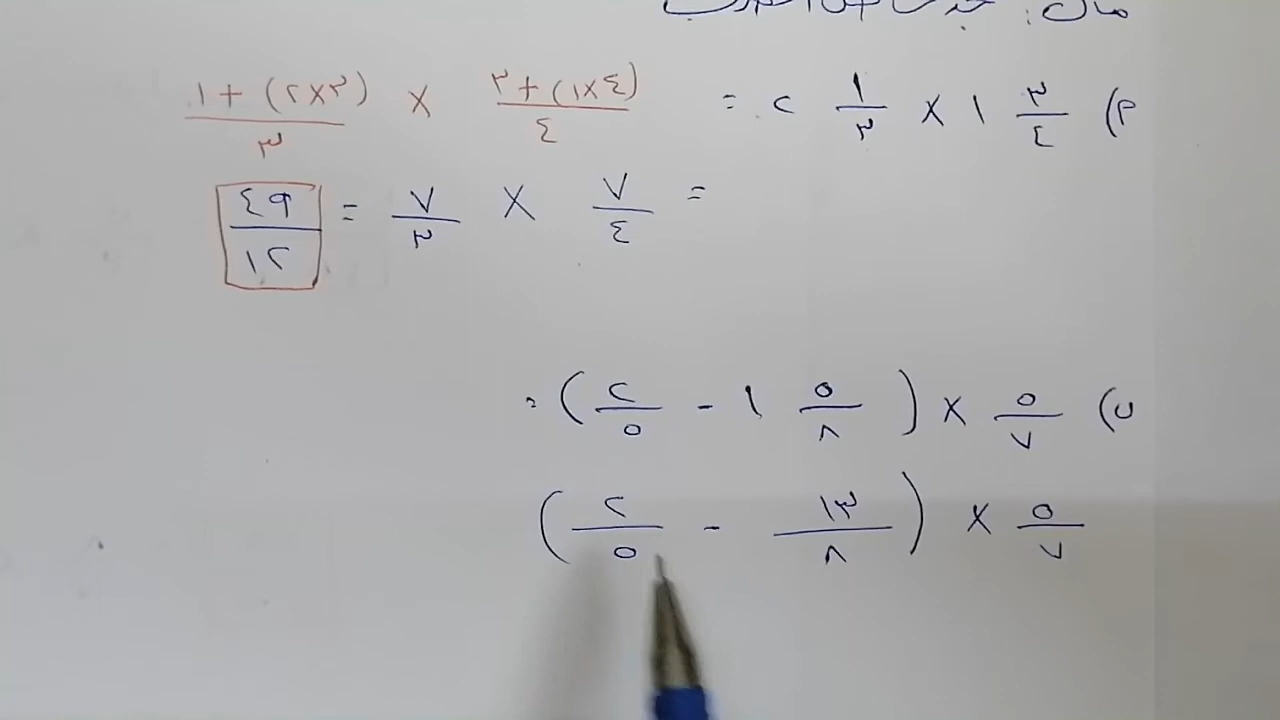 مثال:
أ) ١ ٣/٤ × ٢ ١/٣ = (٤×١)+٣/٤ × (٣×٢)+١/٣
= ٧/٤ × ٧/٣ = ٤٩/١٢
ب) ٥/٧ × (١ ٥/٨ - ٢/٥) =
٥/٧ × (١٣/٨ - ٢/٥)